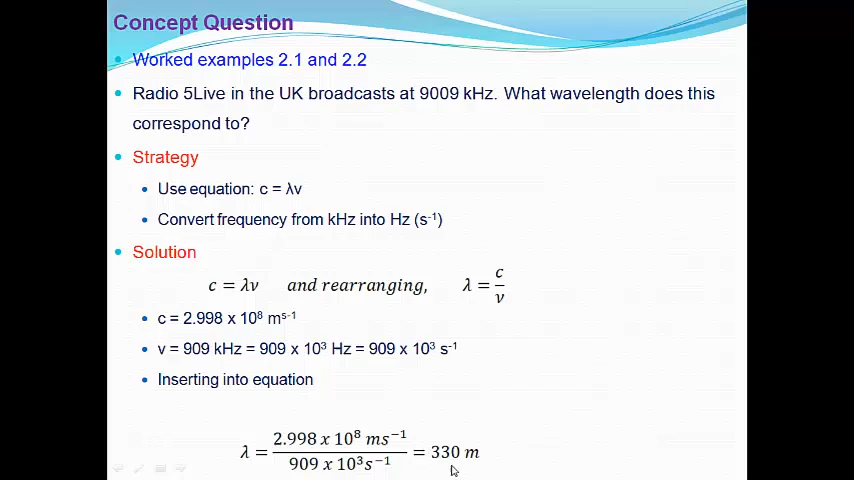 Concept Question
Worked examples 2.1 and 2.2
Radio 5Live in the UK broadcasts at 9009 kHz. What wavelength does this
correspond to?
Strategy
Use equation: c = λv
Convert frequency from kHz into Hz (s⁻¹)
Solution
c = λv and rearranging, λ = c/v
c = 2.998 x 10⁸ mˢ⁻¹
v = 909 kHz = 909 x 10³ Hz = 909 x 10³ s⁻¹
Inserting into equation
λ = 2.998 x 10⁸ ms⁻¹ / 909 x 10³s⁻¹ = 330 m